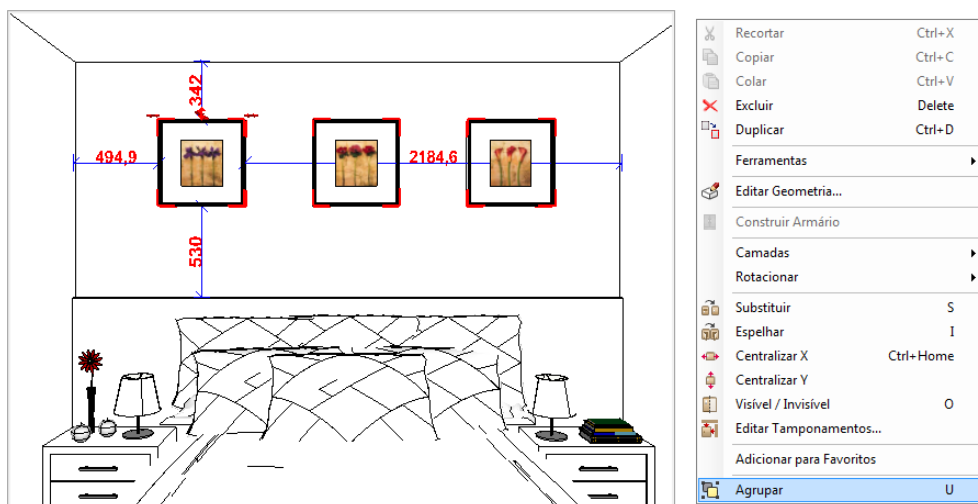 342
494,9
2184,6
530
Recortar Ctrl+X
Copiar Ctrl+C
Colar Ctrl+V
Excluir Delete
Duplicar Ctrl+D
Ferramentas
Editar Geometria...
Construir Armário
Camadas
Rotacionar
Substituir S
Espelhar I
Centralizar X Ctrl+Home
Centralizar Y
Visível / Invisível O
Editar Tamponamentos...
Adicionar para Favoritos
Agrupar U